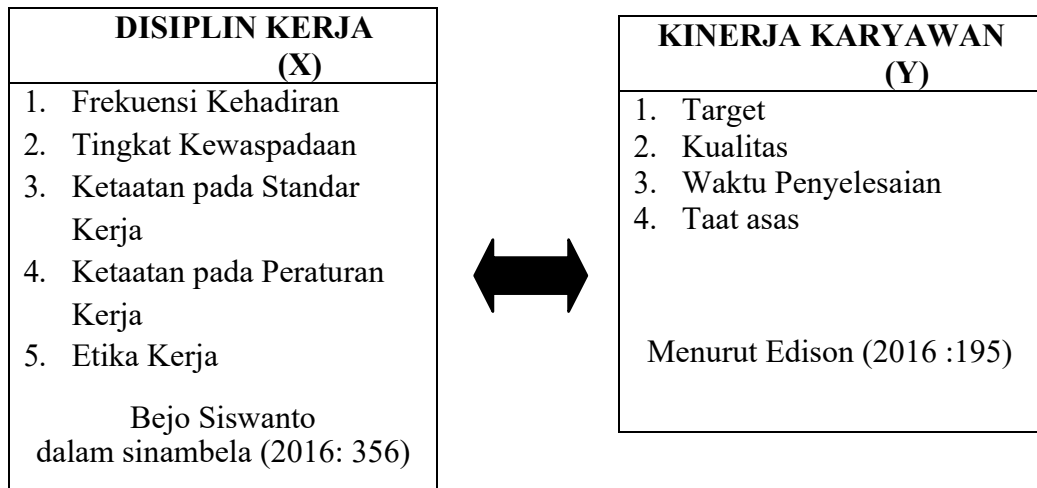 DISIPLIN KERJA
(X)
1. Frekuensi Kehadiran
2. Tingkat Kewaspadaan
3. Ketaatan pada Standar
Kerja
4. Ketaatan pada Peraturan
Kerja
5. Etika Kerja
Bejo Siswanto
dalam sinambela (2016: 356)
KINERJA KARYAWAN
(Y)
1. Target
2. Kualitas
3. Waktu Penyelesaian
4. Taat asas
Menurut Edison (2016 :195)